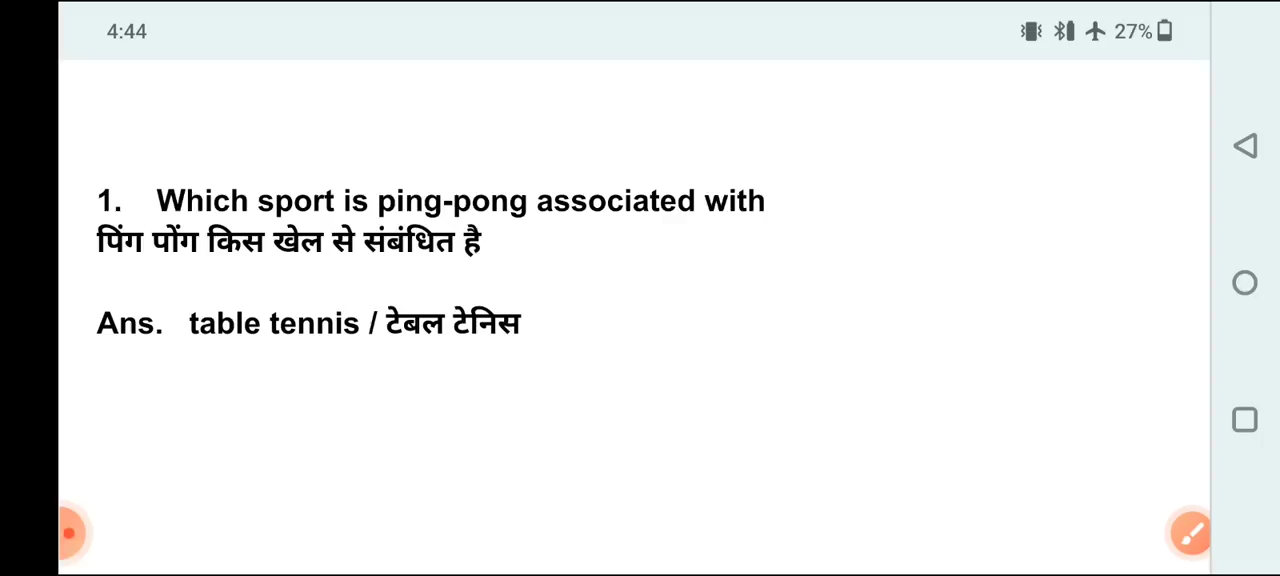 4:44 27%
1. Which sport is ping-pong associated with
पिंग पोंग किस खेल से संबंधित है
Ans. table tennis / टेबल टेनिस